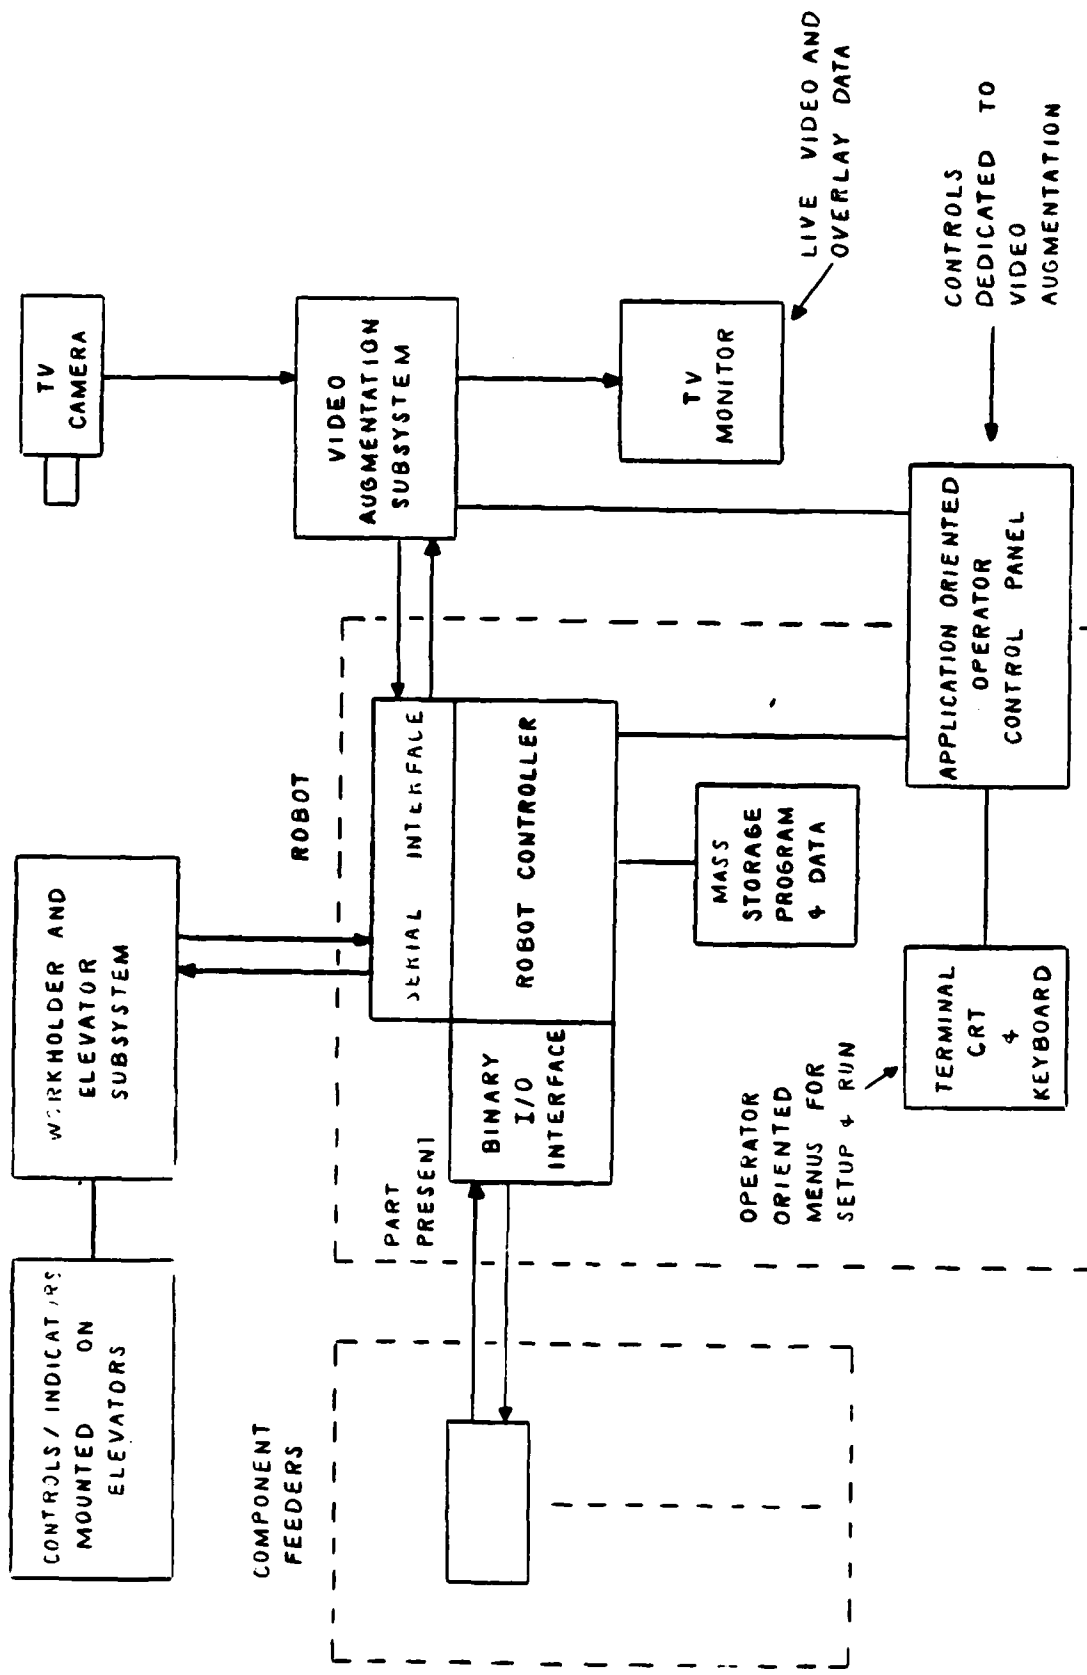 CONTROLS/INDICATORS
MOUNTED ON
ELEVATORS
WORKHOLDER AND
ELEVATOR
SUBSYSTEM
TV
CAMERA
COMPONENT
FEEDERS
ROBOT
PART
PRESENT
SERIAL INTERFACE
BINARY
I/O
INTERFACE
ROBOT CONTROLLER
VIDEO
AUGMENTATION
SUBSYSTEM
MASS
STORAGE
PROGRAM
& DATA
TV
MONITOR
LIVE VIDEO AND
OVERLAY DATA
OPERATOR
ORIENTED
MENUS FOR
SETUP & RUN
TERMINAL
CRT
&
KEYBOARD
APPLICATION ORIENTED
OPERATOR
CONTROL PANEL
CONTROLS
DEDICATED TO
VIDEO
AUGMENTATION